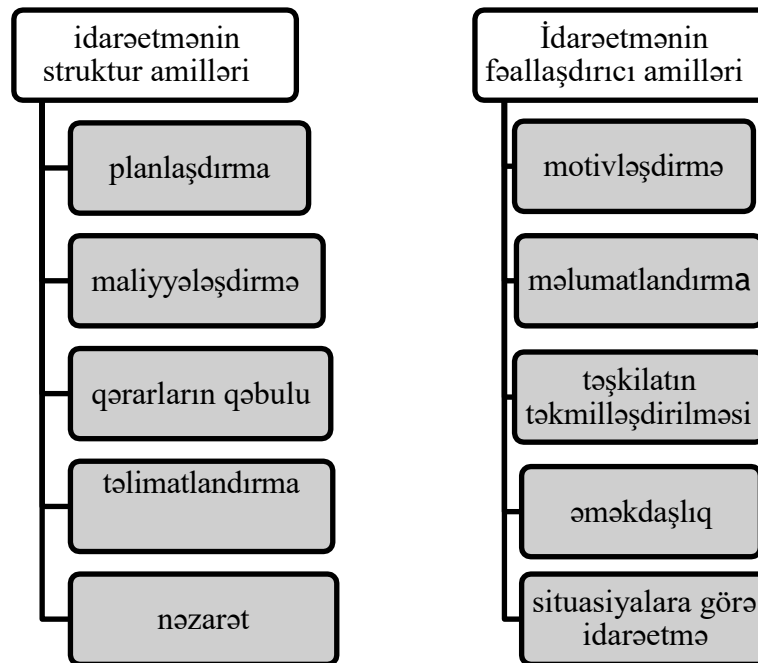 idarəetmənin
struktur amilləri
planlaşdırma
maliyyələşdirmə
qərarların qəbulu
təlimatlandırma
nəzarət
İdarəetmənin
fəallaşdırıcı amilləri
motivləşdirmə
məlumatlandırma
təşkilatın
təkmilləşdirilməsi
əməkdaşlıq
situasiyalara görə
idarəetmə